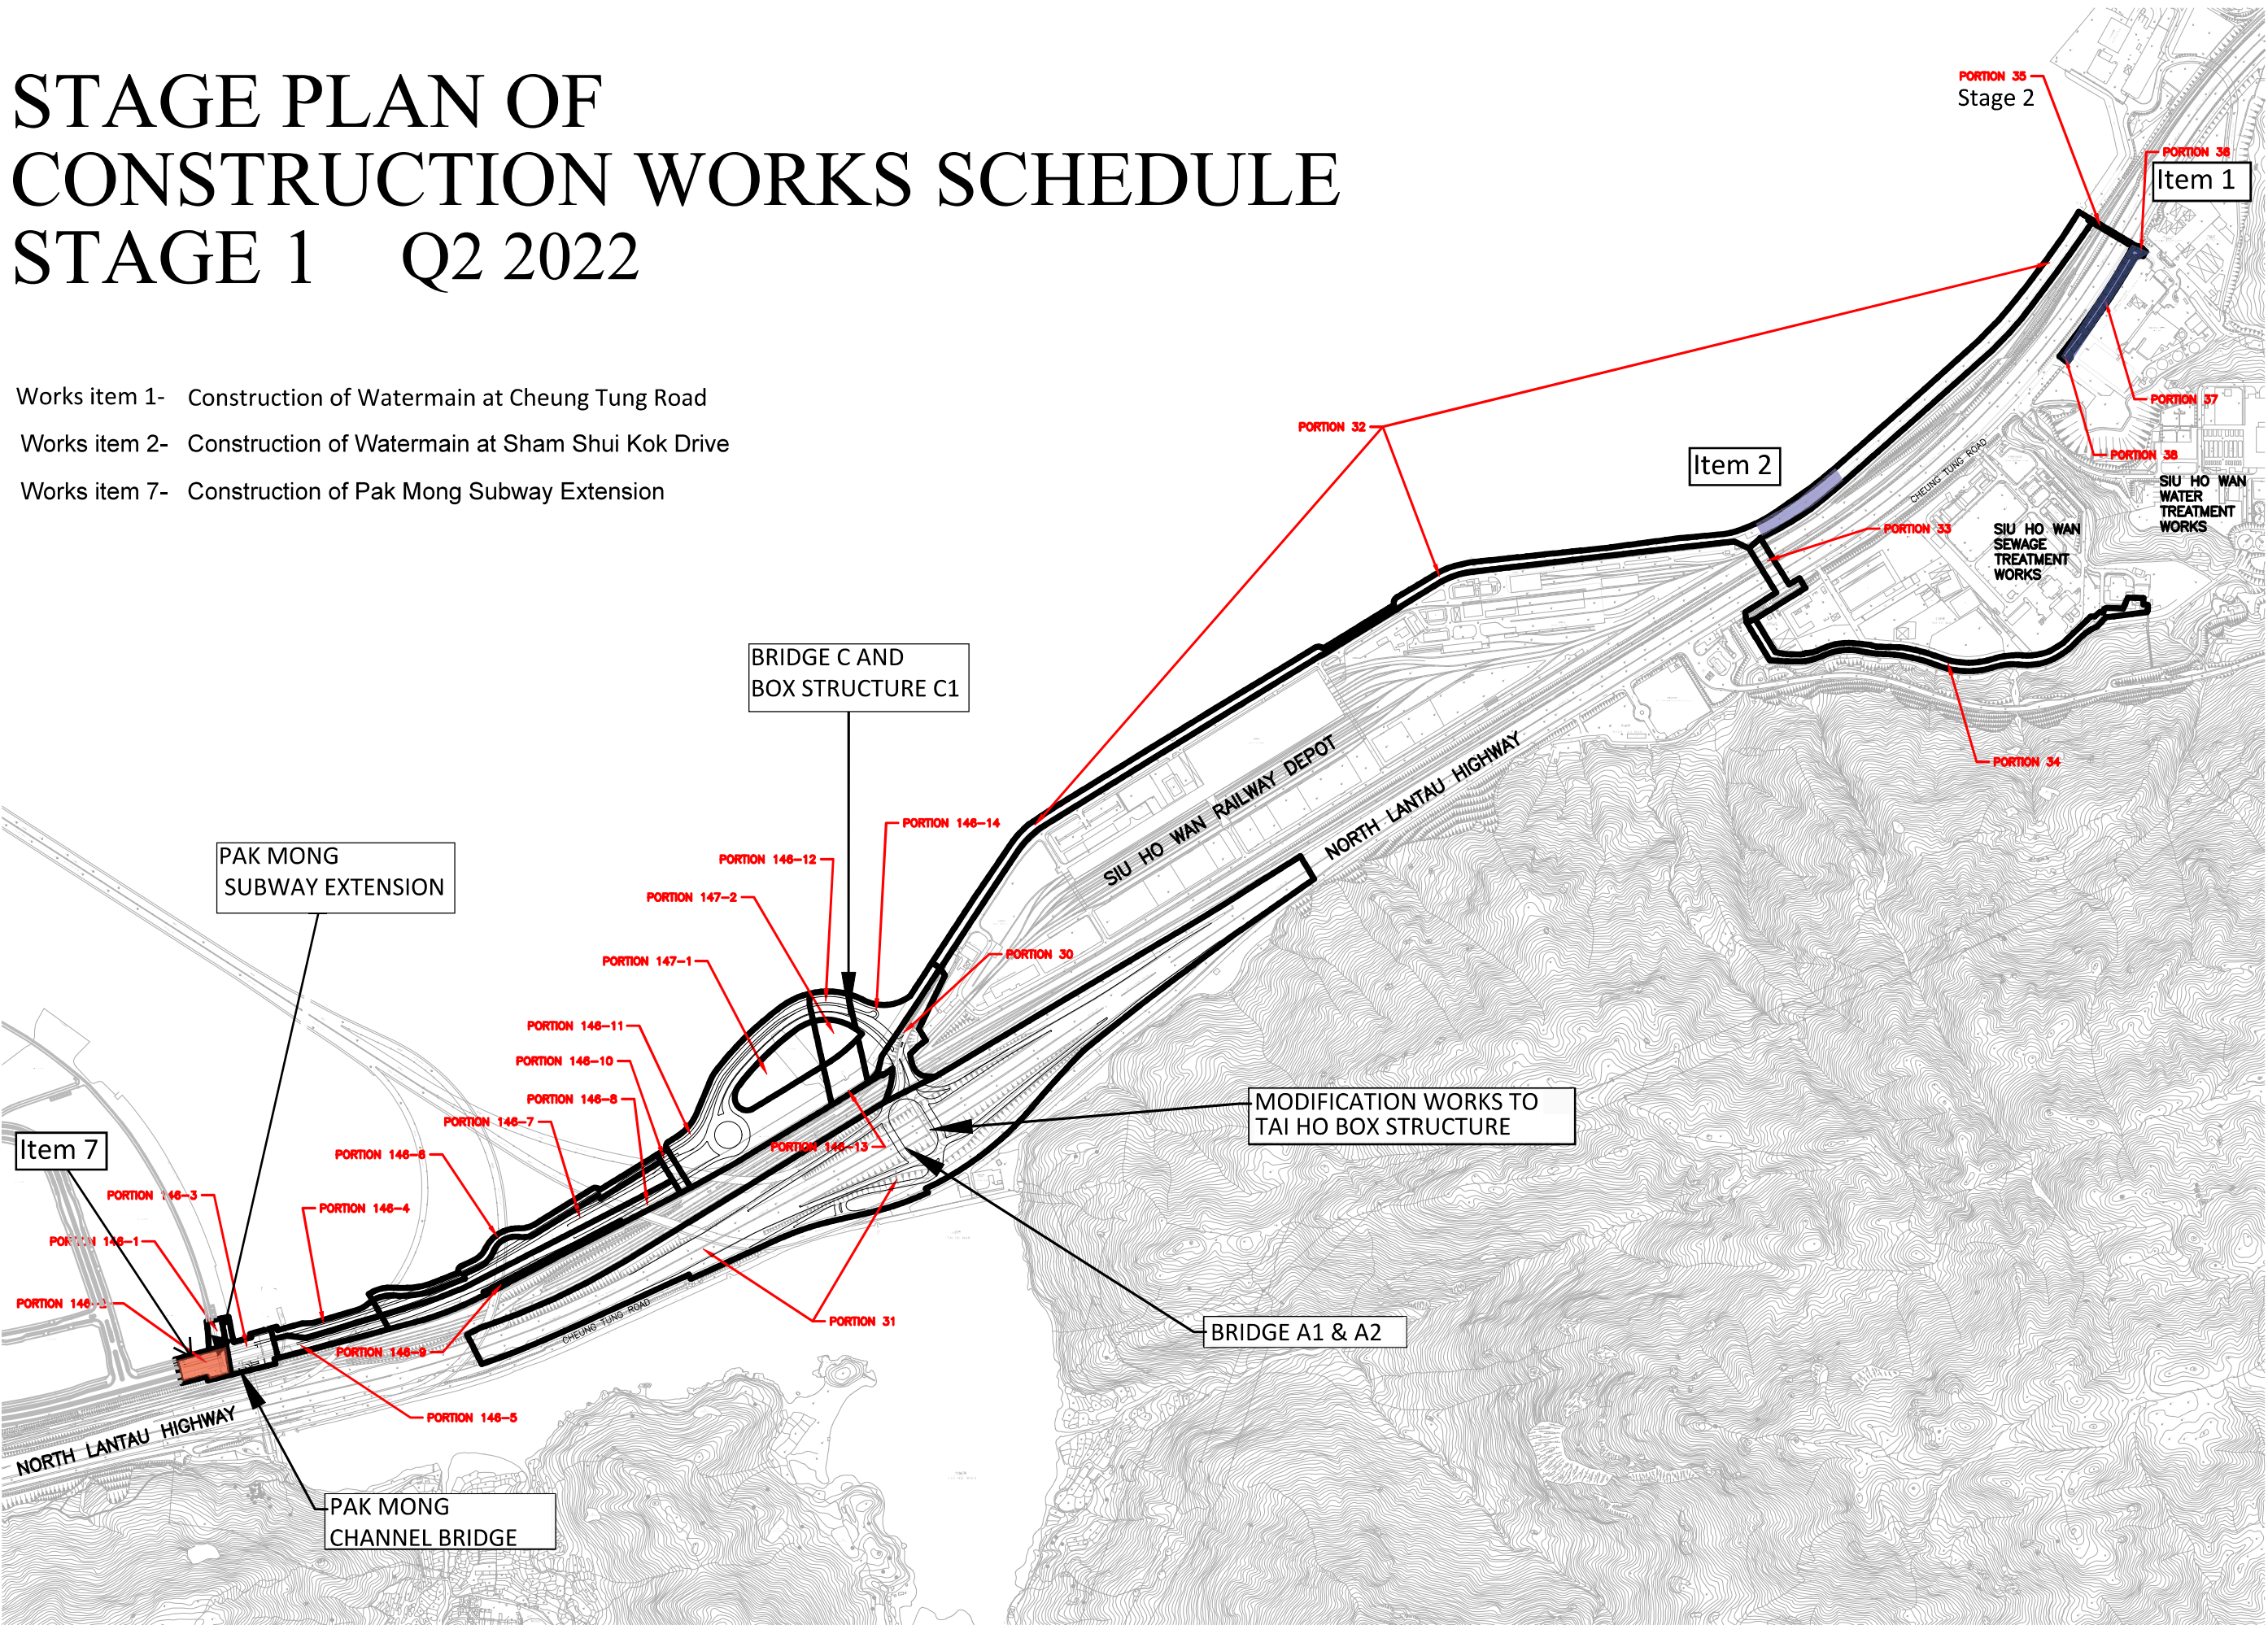 STAGE PLAN OF
CONSTRUCTION WORKS SCHEDULE
STAGE 1 Q2 2022
Works item 1- Construction of Watermain at Cheung Tung Road
Works item 2- Construction of Watermain at Sham Shui Kok Drive
Works item 7- Construction of Pak Mong Subway Extension
PORTION 35
Stage 2
PORTION 36
Item 1
PORTION 37
PORTION 38
SIU HO WAN
WATER
TREATMENT
WORKS
CHEUNG TUNG ROAD
PORTION 32
Item 2
PORTION 33
SIU HO WAN
SEWAGE
TREATMENT
WORKS
PORTION 34
BRIDGE C AND
BOX STRUCTURE C1
SIU HO WAN RAILWAY DEPOT
NORTH LANTAU HIGHWAY
PORTION 146-14
PORTION 146-12
PORTION 147-2
PORTION 147-1
PORTION 30
PAK MONG
SUBWAY EXTENSION
PORTION 146-11
PORTION 146-10
PORTION 146-8
PORTION 146-7
PORTION 146-13
PORTION 146-6
MODIFICATION WORKS TO
TAI HO BOX STRUCTURE
Item 7
PORTION 146-3
PORTION 146-4
PORTION 146-1
PORTION 146-2
PORTION 31
CHEUNG TUNG ROAD
BRIDGE A1 & A2
PORTION 146-9
PORTION 146-5
NORTH LANTAU HIGHWAY
PAK MONG
CHANNEL BRIDGE